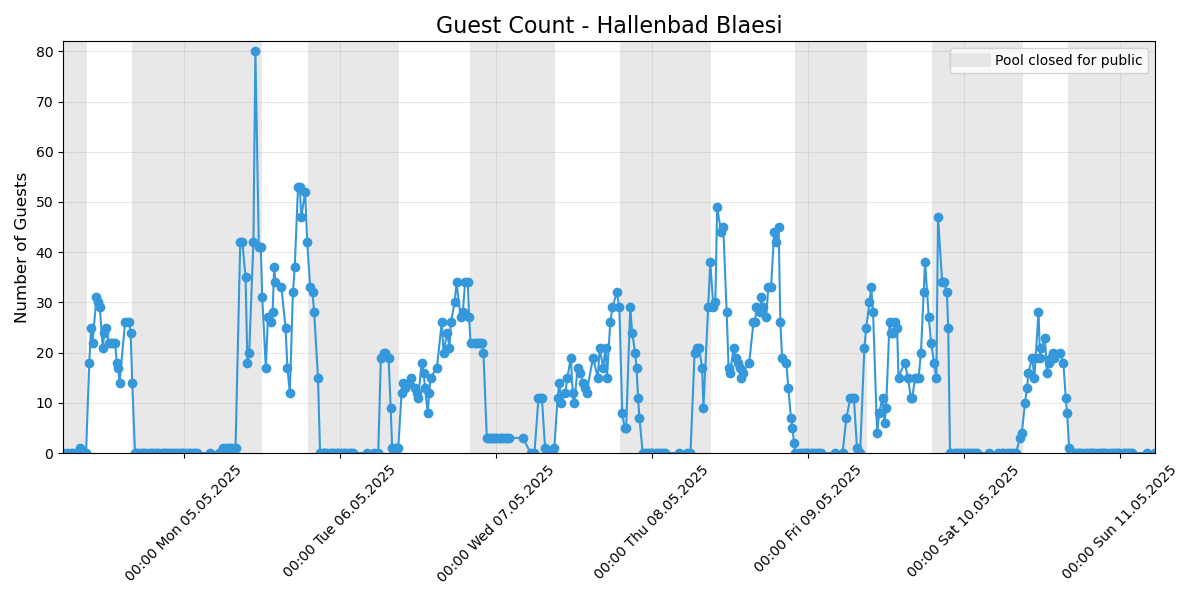 Guest Count - Hallenbad Blaesi
Number of Guests
80
70
60
50
40
30
20
10
0
Pool closed for public
00:00 Mon 05.05.2025
00:00 Tue 06.05.2025
00:00 Wed 07.05.2025
00:00 Thu 08.05.2025
00:00 Fri 09.05.2025
00:00 Sat 10.05.2025
00:00 Sun 11.05.2025